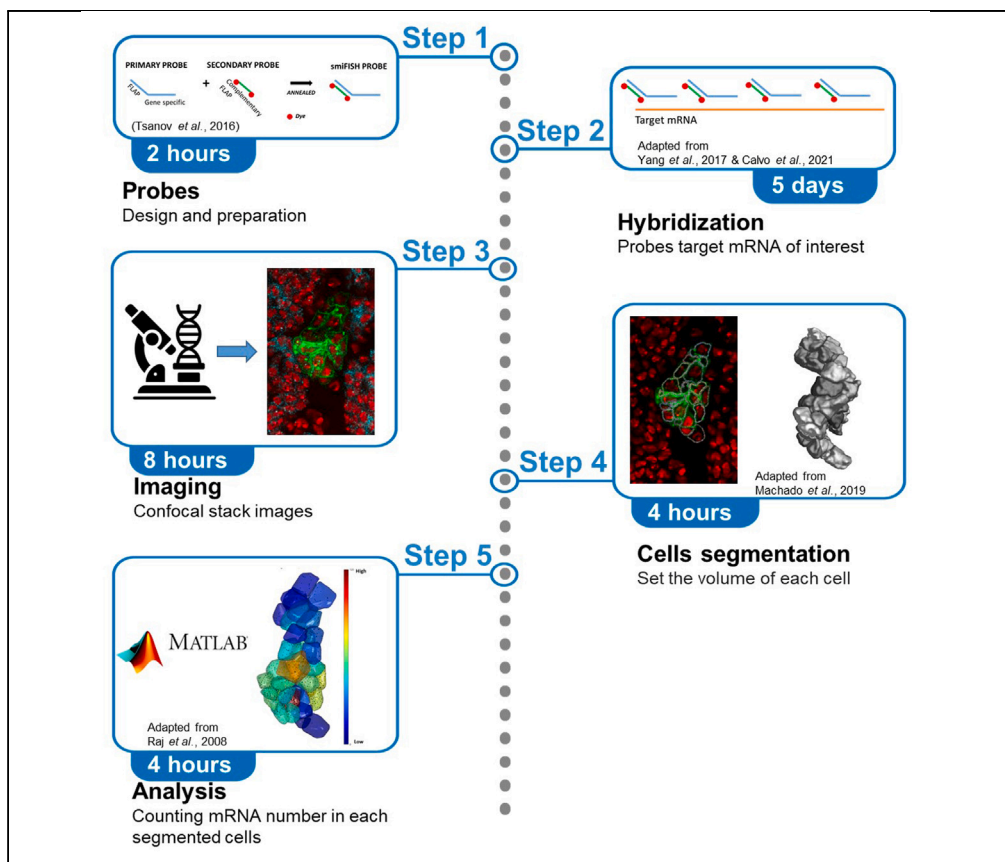 Step 1
PRIMARY PROBE
SECONDARY PROBE
smiFISH PROBE
FLAP
Gene specific
+
Complementary
FLAP
ANNEALED
Dye
(Tsanov et al., 2016)
2 hours
Probes
Design and preparation
Step 2
Target mRNA
Adapted from
Yang et al., 2017 & Calvo et al., 2021
5 days
Hybridization
Probes target mRNA of interest
Step 3
8 hours
Imaging
Confocal stack images
Step 4
Adapted from
Machado et al., 2019
4 hours
Cells segmentation
Set the volume of each cell
Step 5
MATLAB
High
Low
Adapted from
Raj et al., 2008
4 hours
Analysis
Counting mRNA number in each
segmented cells